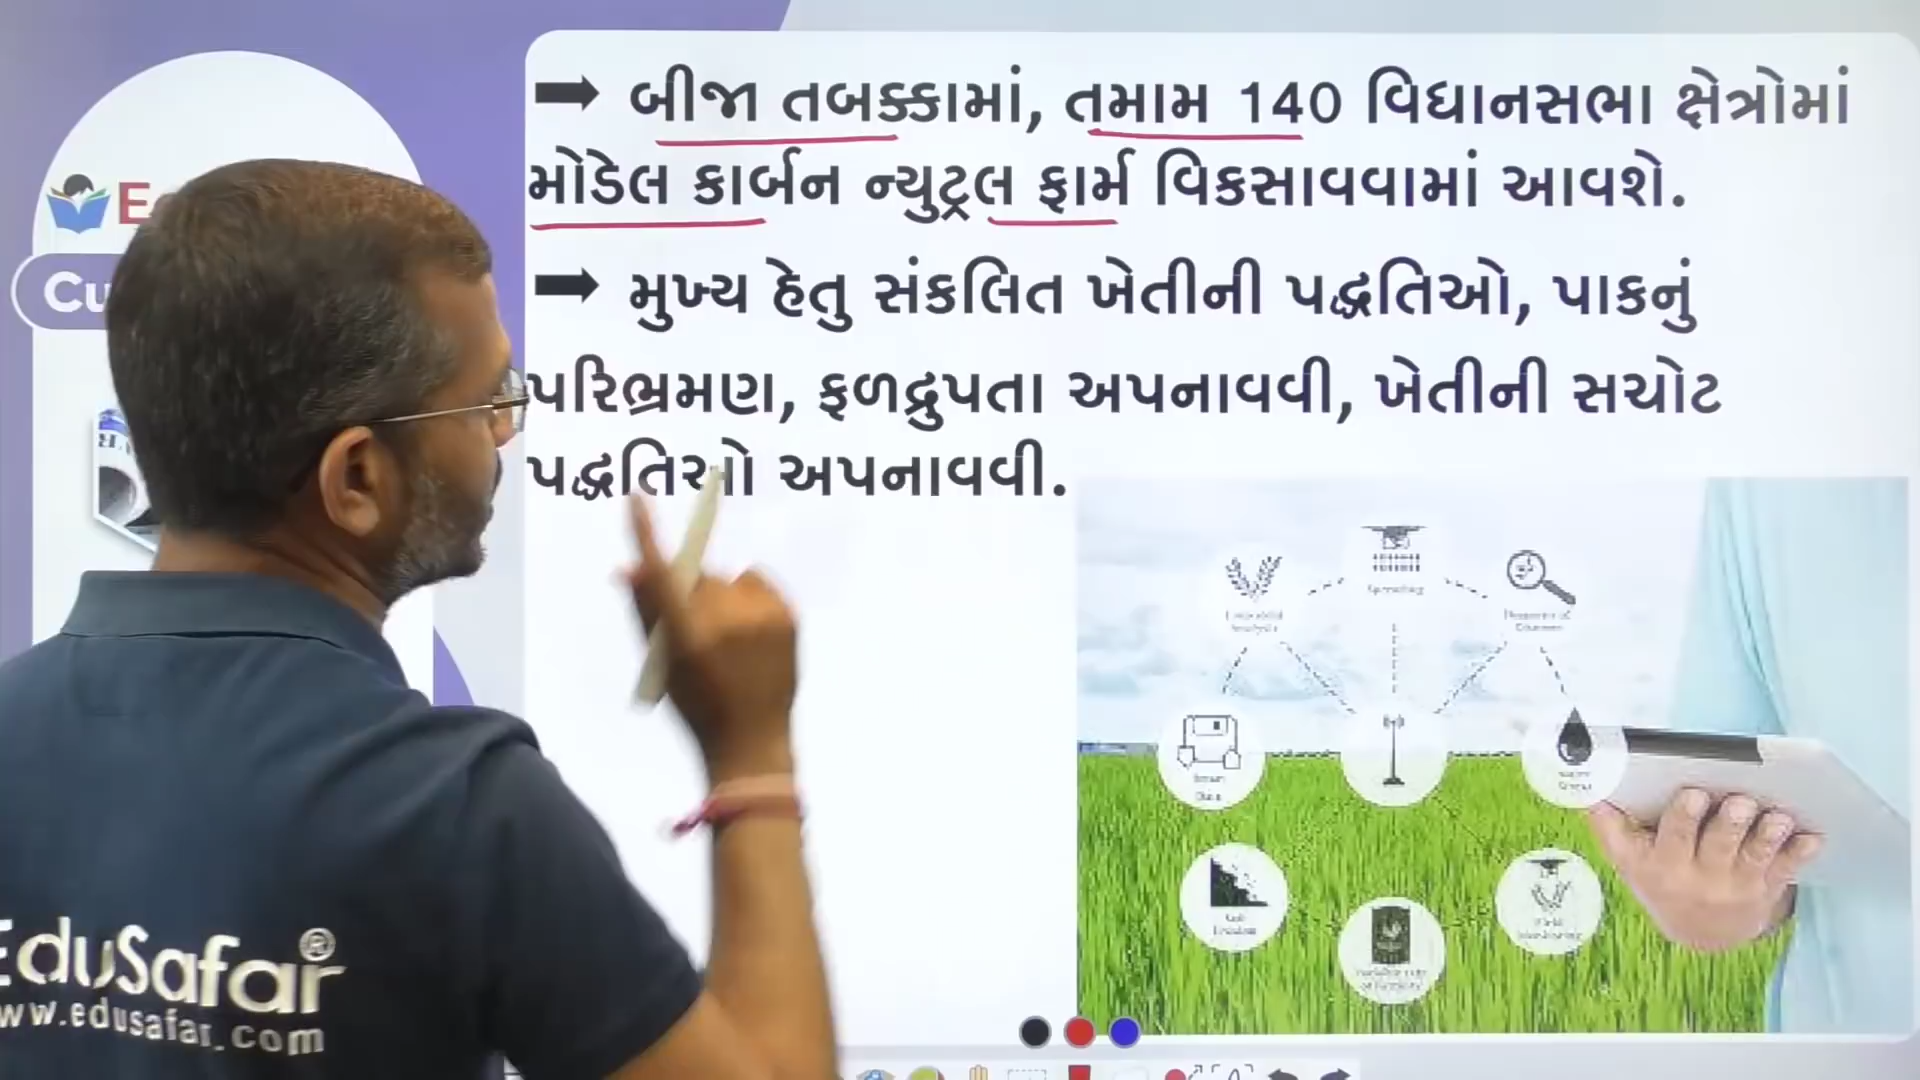 ➡ બીજા તબક્કામાં, તમામ 140 વિધાનસભા ક્ષેત્રોમાં
મોડેલ કાર્બન ન્યુટ્રલ ફાર્મ વિકસાવવામાં આવશે.
➡ મુખ્ય હેતુ સંકલિત ખેતીની પદ્ધતિઓ, પાકનું
પરિભ્રમણ, ફળદ્રુપતા અપનાવવી, ખેતીની સચોટ
પદ્ધતિઓ અપનાવવી.
Cu
EduSafar®
www.edusafar.com